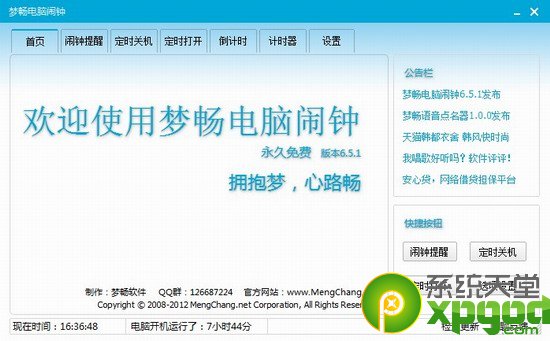 梦畅电脑闹钟
首页 闹钟提醒 定时关机 定时打开 倒计时 计时器 设置
欢迎使用梦畅电脑闹钟
永久免费 版本6.5.1
拥抱梦，心路畅
制作：梦畅软件 QQ群：126687224 官方网站：www.MengChang.
Copyright © 2008-2012 MengChang.net Corporation, All Rights Reser
公告栏
梦畅电脑闹钟6.5.1发布
梦畅语音点名器1.0.0发布
天猫韩都衣舍 韩风快时尚
我唱歌好听吗？软件评评！
安心贷，网络借贷担保平台
快捷按钮
闹钟提醒 定时关机
系统天堂
xpgod
.com
现在时间：16:36:48 电脑开机运行了：7小时44分